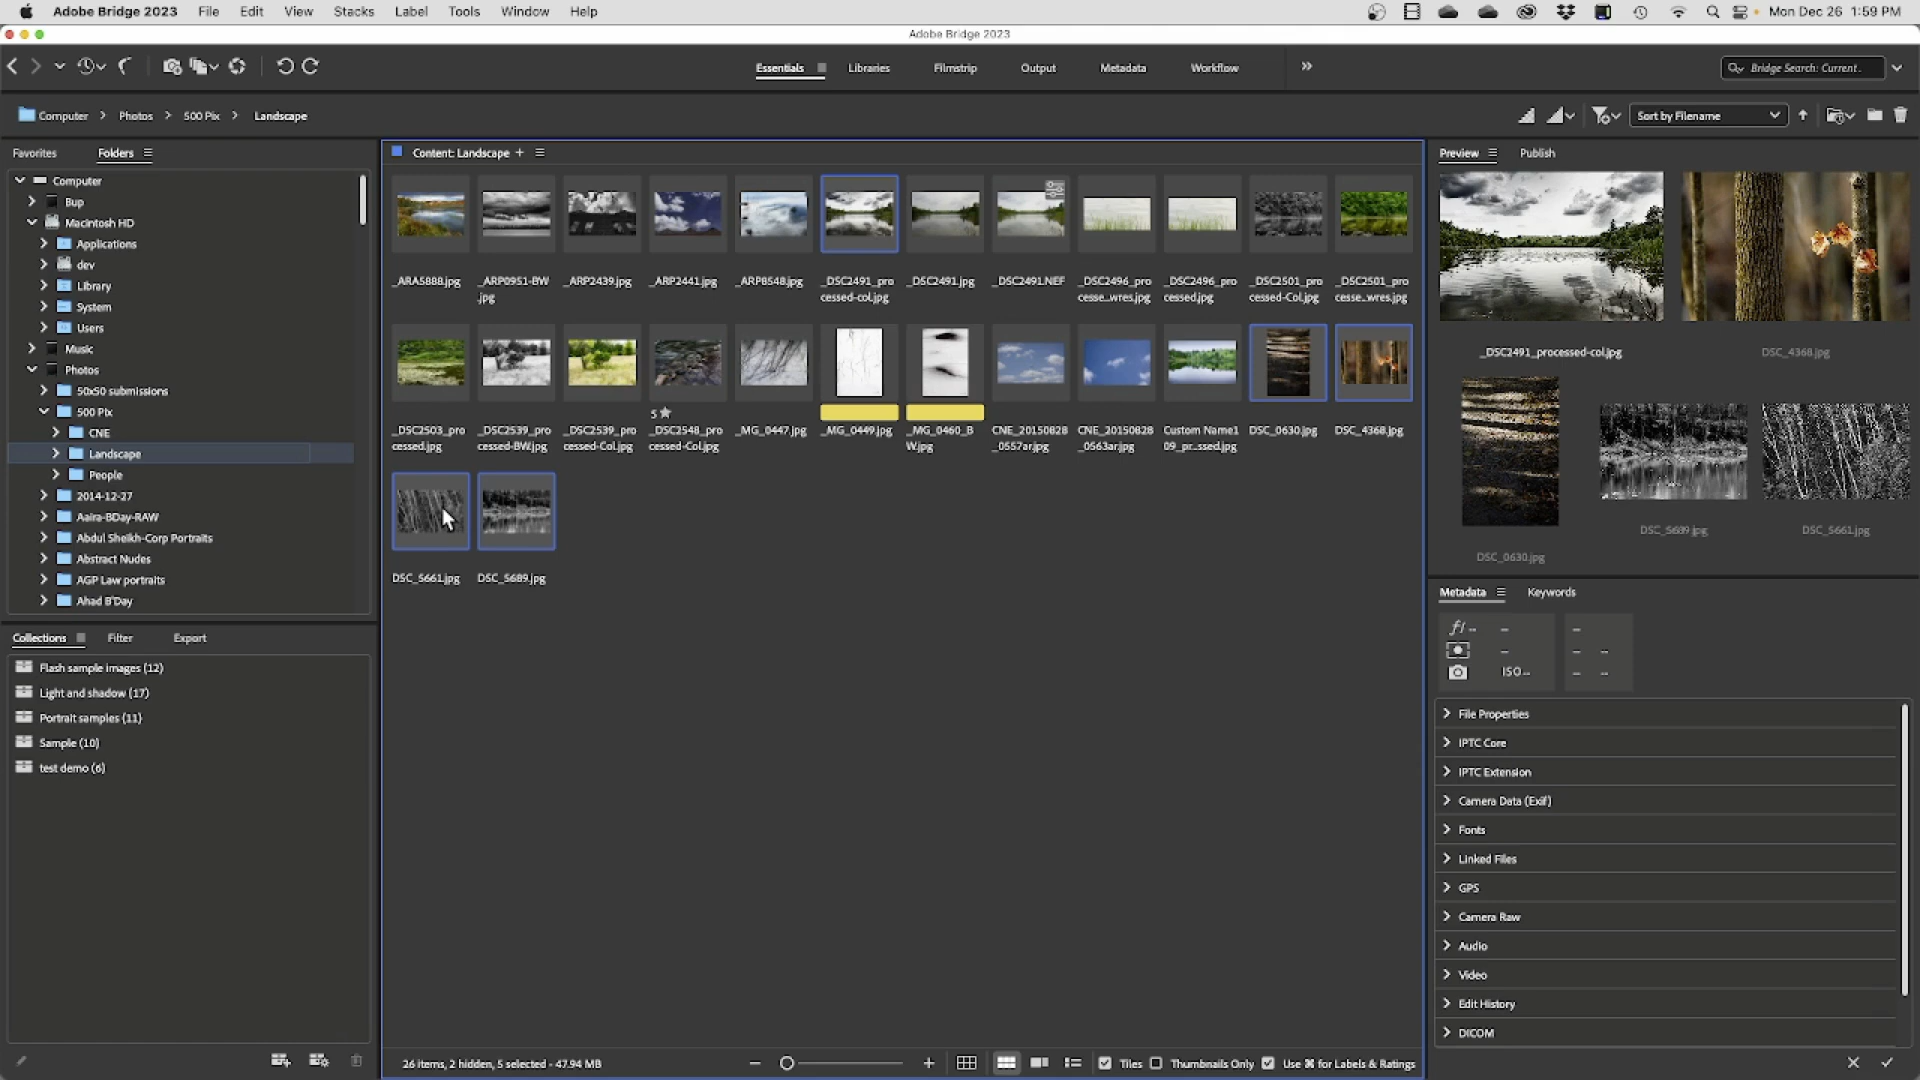 Adobe Bridge 2023 File Edit View Stacks Label Tools Window Help Mon Dec 26 1:59 PM
Adobe Bridge 2023
Essentials Libraries Filmstrip Output Metadata Workflow Bridge Search: Current .
Computer Photos 500 Pix Landscape Sort by Filename
Favorites Folders
Computer
Bup
Macintosh HD
Applications
dev
Library
System
Users
Music
Photos
50x50 submissions
500 Pix
CNE
Landscape
People
2014-12-27
Aaira-BDay-RAW
Abdul Sheikh-Corp Portraits
Abstract Nudes
AGP Law portraits
Ahad B'Day
Collections Filter Export
Flash sample images (12)
Light and shadow (17)
Portrait samples (11)
Sample (10)
test demo (6)
Content: Landscape
_ARA5888.jpg
_ARP0951-BW
.jpg
_ARP2439.jpg
_ARP2441.jpg
_ARP8548.jpg
_DSC2491_pro
cessed-col.jpg
_DSC2491.jpg
_DSC2491.NEF
_DSC2496_pro
cesse...wres.jpg
_DSC2496_pro
cessed.jpg
_DSC2501_pro
cessed-Col.jpg
_DSC2501_pro
cesse...wres.jpg
_DSC2503_pro
cessed.jpg
_DSC2539_pro
cessed-BW.jpg
_DSC2539_pro
cessed-Col.jpg
5
_DSC2548_pro
cessed-Col.jpg
_MG_0447.jpg
_MG_0449.jpg
_MG_0460_B
W.jpg
CNE_20150828
_0557ar.jpg
CNE_20150828
_0563ar.jpg
Custom Name1
09_pr...ssed.jpg
DSC_0630.jpg
DSC_4368.jpg
DSC_5661.jpg
DSC_5689.jpg
26 items, 2 hidden, 5 selected - 47.94 MB
Tiles Thumbnails Only Use ⌘ for Labels & Ratings
Preview Publish
_DSC2491_processed-col.jpg
DSC_4368.jpg
DSC_0630.jpg
DSC_5689.jpg
DSC_5661.jpg
Metadata Keywords
f/ -- --
--
ISO--
-- 
-- --
-- --
File Properties
IPTC Core
IPTC Extension
Camera Data (Exif)
Fonts
Linked Files
GPS
Camera Raw
Audio
Video
Edit History
DICOM